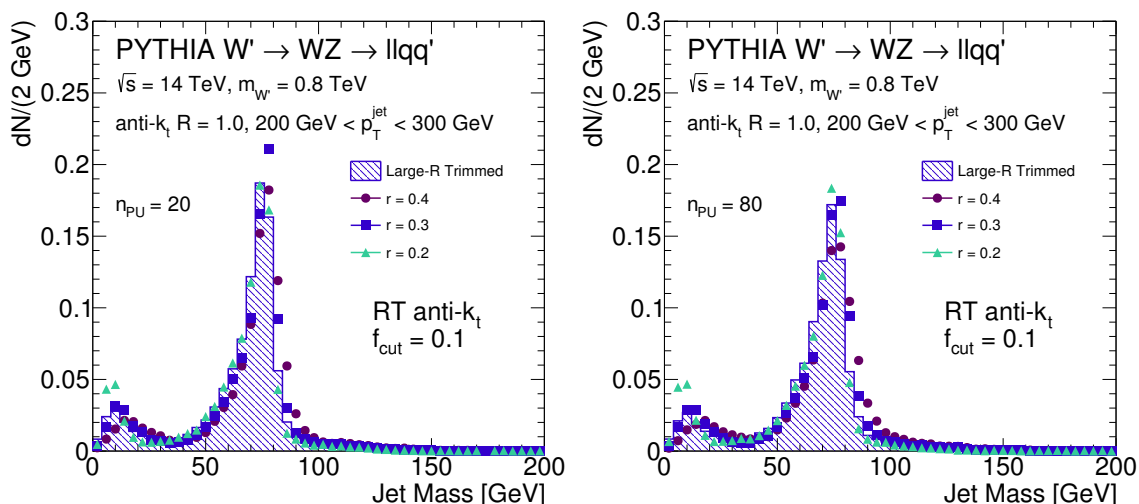 PYTHIA W' → WZ → llqq'
√s = 14 TeV, m_W' = 0.8 TeV
anti-k_t R = 1.0, 200 GeV < p_T^jet < 300 GeV
Large-R Trimmed
r = 0.4
n_PU = 20
r = 0.3
r = 0.2
RT anti-k_t
f_cut = 0.1
dN/(2 GeV)
0.3
0.25
0.2
0.15
0.1
0.05
0
0 50 100 150 200
Jet Mass [GeV]
PYTHIA W' → WZ → llqq'
√s = 14 TeV, m_W' = 0.8 TeV
anti-k_t R = 1.0, 200 GeV < p_T^jet < 300 GeV
Large-R Trimmed
r = 0.4
n_PU = 80
r = 0.3
r = 0.2
RT anti-k_t
f_cut = 0.1
dN/(2 GeV)
0.3
0.25
0.2
0.15
0.1
0.05
0
0 50 100 150 200
Jet Mass [GeV]